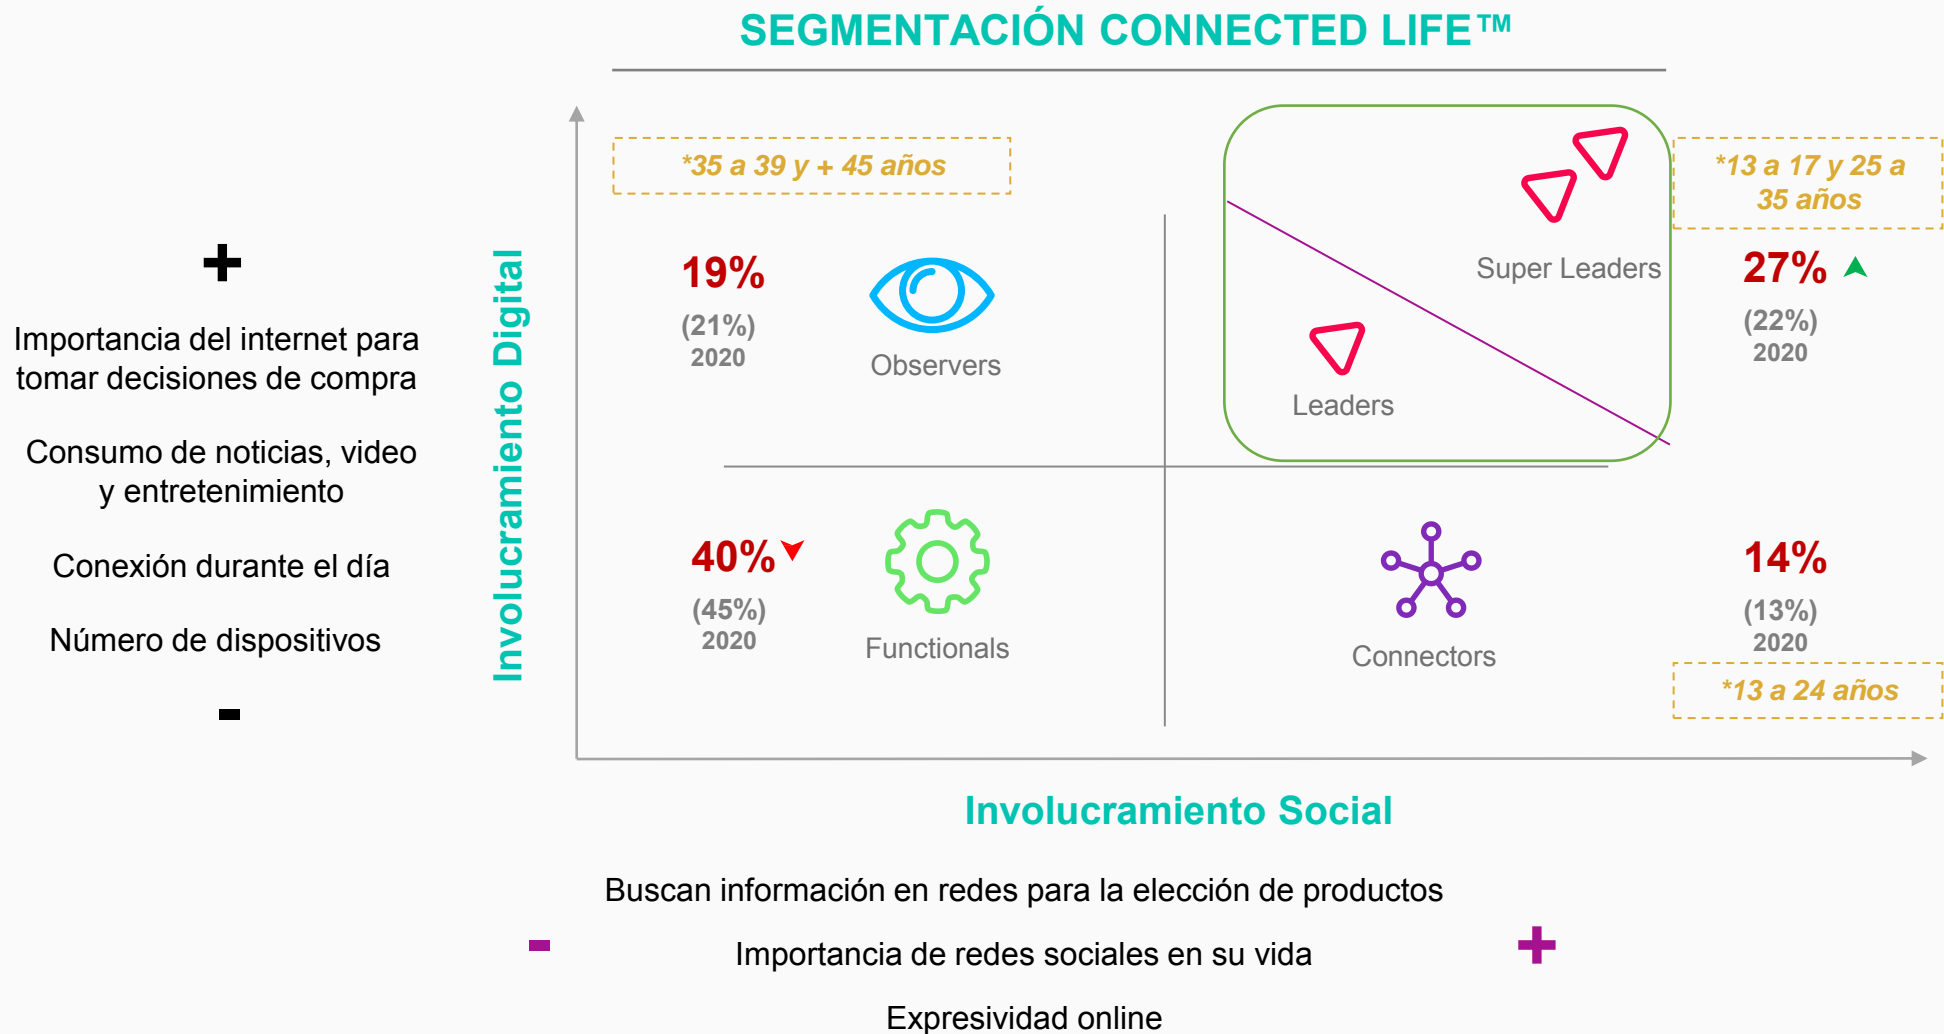 SEGMENTACIÓN CONNECTED LIFE™
*35 a 39 y + 45 años
*13 a 17 y 25 a
35 años
+
Importancia del internet para
tomar decisiones de compra
Consumo de noticias, video
y entretenimiento
Conexión durante el día
Número de dispositivos
-
Involucramiento Digital
19%
(21%)
2020
Observers
Super Leaders
Leaders
27%
(22%)
2020
40%
(45%)
2020
Functionals
Connectors
14%
(13%)
2020
*13 a 24 años
Involucramiento Social
Buscan información en redes para la elección de productos
-
Importancia de redes sociales en su vida
+
Expresividad online